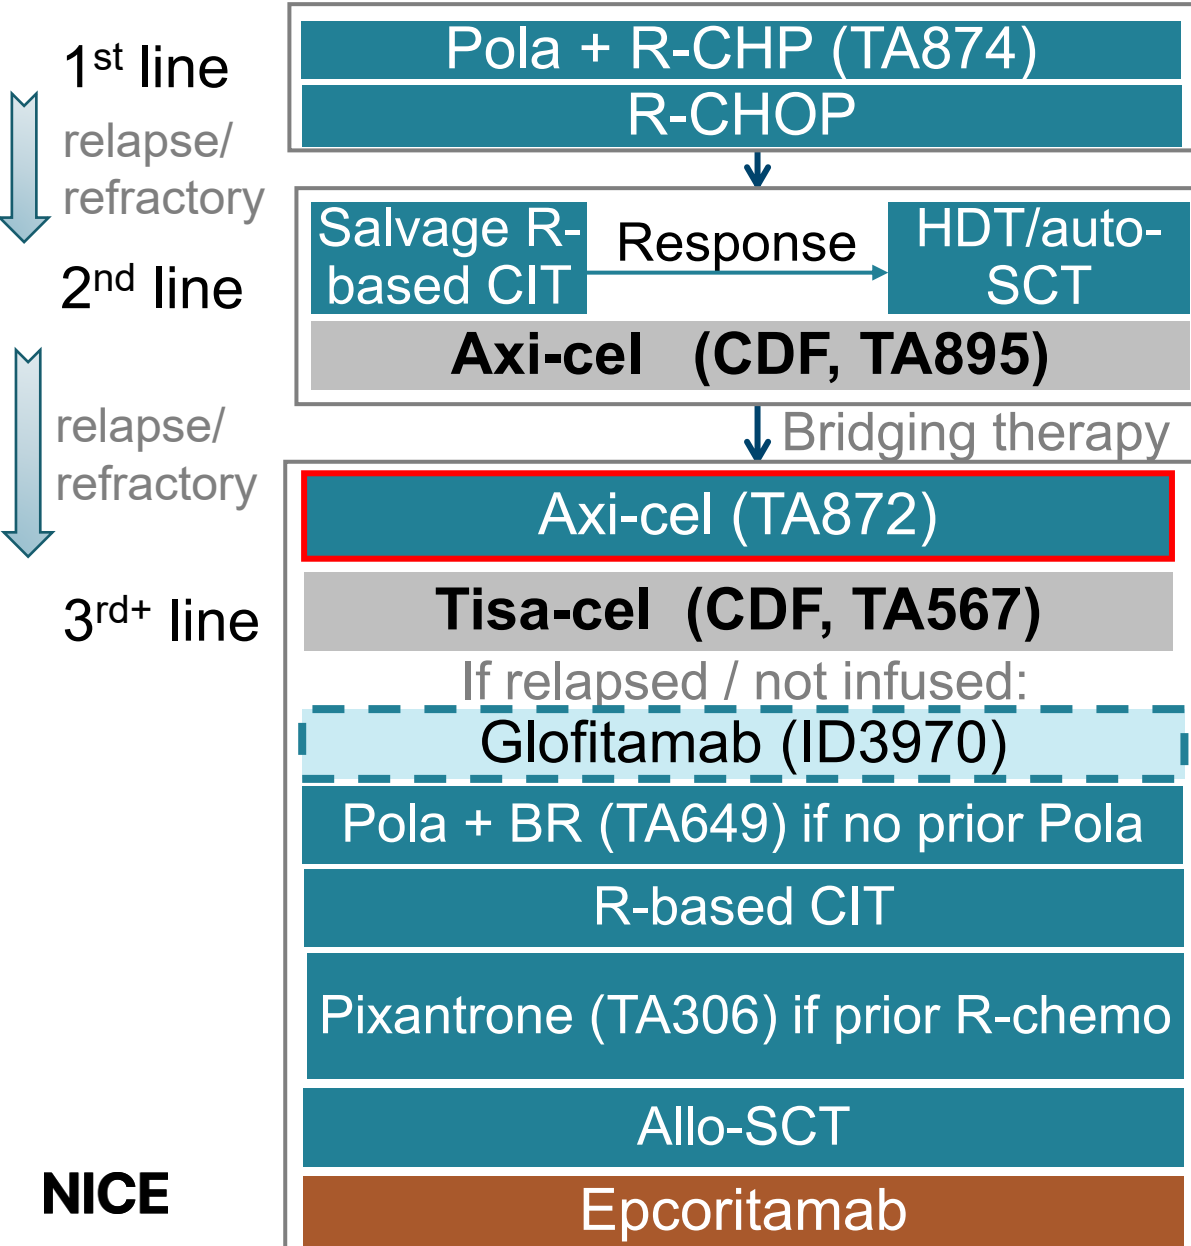 1st line
Pola + R-CHP (TA874)
R-CHOP
relapse/
refractory
2nd line
Salvage R-
based CIT
Response
HDT/auto-
SCT
Axi-cel (CDF, TA895)
relapse/
refractory
Bridging therapy
3rd+ line
Axi-cel (TA872)
Tisa-cel (CDF, TA567)
If relapsed / not infused:
Glofitamab (ID3970)
Pola + BR (TA649) if no prior Pola
R-based CIT
Pixantrone (TA306) if prior R-chemo
Allo-SCT
Epcoritamab
NICE